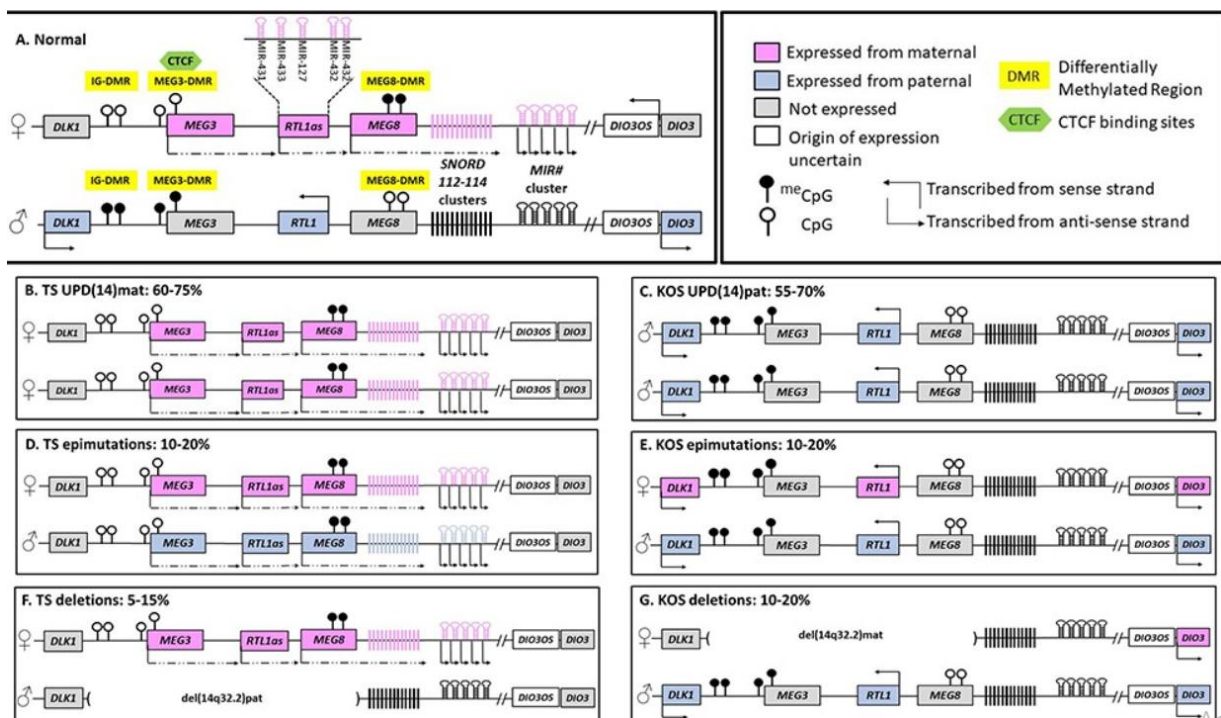 A. Normal
MIR-431
MIR-433
MIR-127
MIR-432
MIR-432
CTCF
IG-DMR MEG3-DMR MEG8-DMR
♀ DLK1 MEG3 RTL1as MEG8 DIO3OS DIO3
SNORD
112-114
clusters
MIR#
cluster
IG-DMR MEG3-DMR MEG8-DMR
♂ DLK1 MEG3 RTL1 MEG8 DIO3OS DIO3
Expressed from maternal
Expressed from paternal
Not expressed
Origin of expression
uncertain
meCpG
CpG
DMR Differentially
Methylated Region
CTCF CTCF binding sites
Transcribed from sense strand
Transcribed from anti-sense strand
B. TS UPD(14)mat: 60-75%
♀ DLK1 MEG3 RTL1as MEG8 DIO3OS DIO3
♀ DLK1 MEG3 RTL1as MEG8 DIO3OS DIO3
C. KOS UPD(14)pat: 55-70%
♂ DLK1 MEG3 RTL1 MEG8 DIO3OS DIO3
♂ DLK1 MEG3 RTL1 MEG8 DIO3OS DIO3
D. TS epimutations: 10-20%
♀ DLK1 MEG3 RTL1as MEG8 DIO3OS DIO3
♂ DLK1 MEG3 RTL1as MEG8 DIO3OS DIO3
E. KOS epimutations: 10-20%
♀ DLK1 MEG3 RTL1 MEG8 DIO3OS DIO3
♂ DLK1 MEG3 RTL1 MEG8 DIO3OS DIO3
F. TS deletions: 5-15%
♀ DLK1 MEG3 RTL1as MEG8 DIO3OS DIO3
♂ DLK1 del(14q32.2)pat DIO3OS DIO3
G. KOS deletions: 10-20%
♀ DLK1 del(14q32.2)mat DIO3OS DIO3
♂ DLK1 MEG3 RTL1 MEG8 DIO3OS DIO3